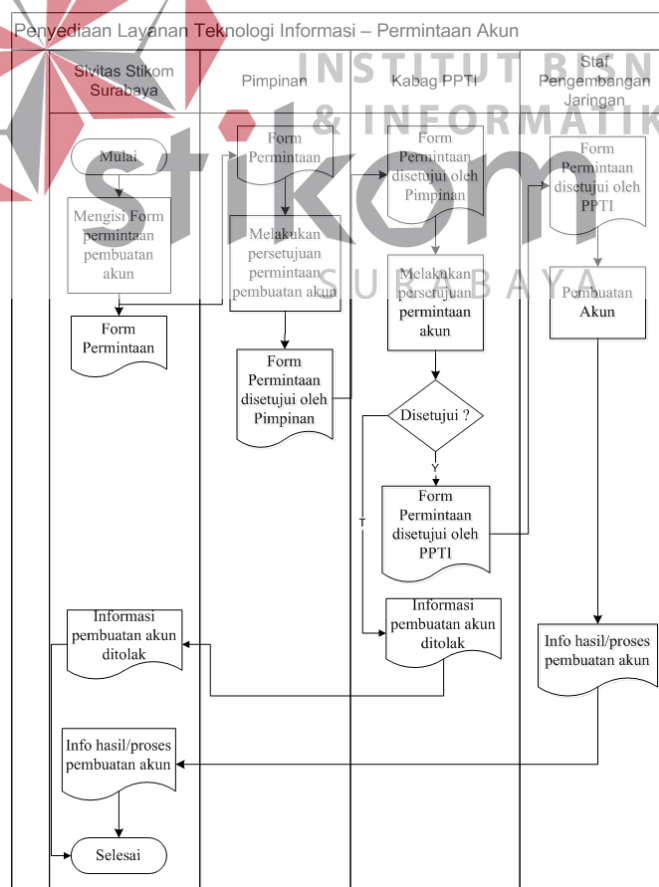 Penyediaan Layanan Teknologi Informasi – Permintaan Akun
Sivitas Stikom
Surabaya
Pimpinan
Kabag PPTI
Staf
Pengembangan
Jaringan
INSTITUT BISN
& INFORMATIK
stikom
SURABAYA
Mulai
Mengisi Form
permintaan
pembuatan
akun
Form
Permintaan
Form
Permintaan
Melakukan
persetujuan
permintaan
pembuatan akun
Form
Permintaan
disetujui oleh
Pimpinan
Form
Permintaan
disetujui oleh
Pimpinan
Melakukan
persetujuan
permintaan
akun
Disetujui ?
Y
T
Form
Permintaan
disetujui oleh
PPTI
Form
Permintaan
disetujui oleh
PPTI
Pembuatan
Akun
Informasi
pembuatan akun
ditolak
Informasi
pembuatan akun
ditolak
Info hasil/proses
pembuatan akun
Info hasil/proses
pembuatan akun
Selesai